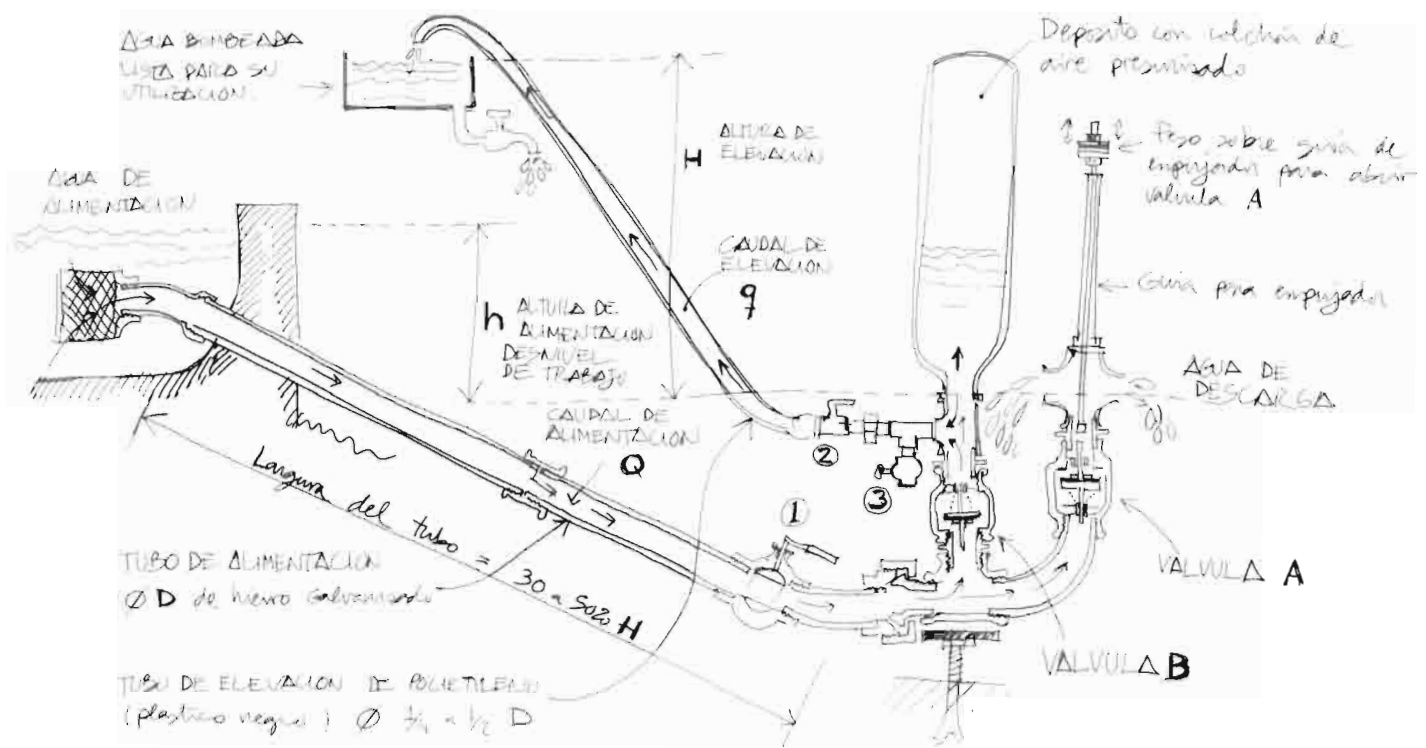 AGUA BOMBEADA
LISTA PARA SU
UTILIZACION
AGUA DE
ALIMENTACION
H
ALTURA DE
ELEVACION
Deposito con colchon de
aire presurizado
Peso sobre guia de
empujador para abrir
valvula A
Guia para empujador
CAUDAL DE
ELEVACION
q
h
ALTURA DE
ALIMENTACION
DESNIVEL
DE TRABAJO
AGUA DE
DESCARGA
CAUDAL DE
ALIMENTACION
Q
②
③
①
Largura del tubo = 30 a 50% H
TUBO DE ALIMENTACION
Ø D de hierro galvanizado
VALVULA A
VALVULA B
TUBO DE ELEVACION DE POLIETILENO
(plastico negro) Ø 1/4 a 1/2 D